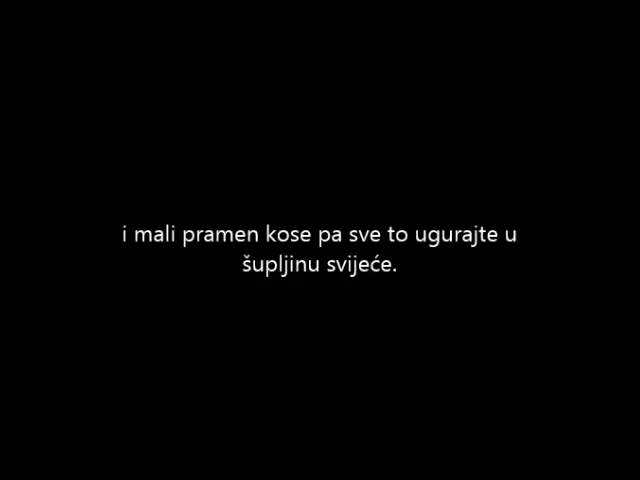 i mali pramen kose pa sve to ugurajte u
šupljinu svijeće.